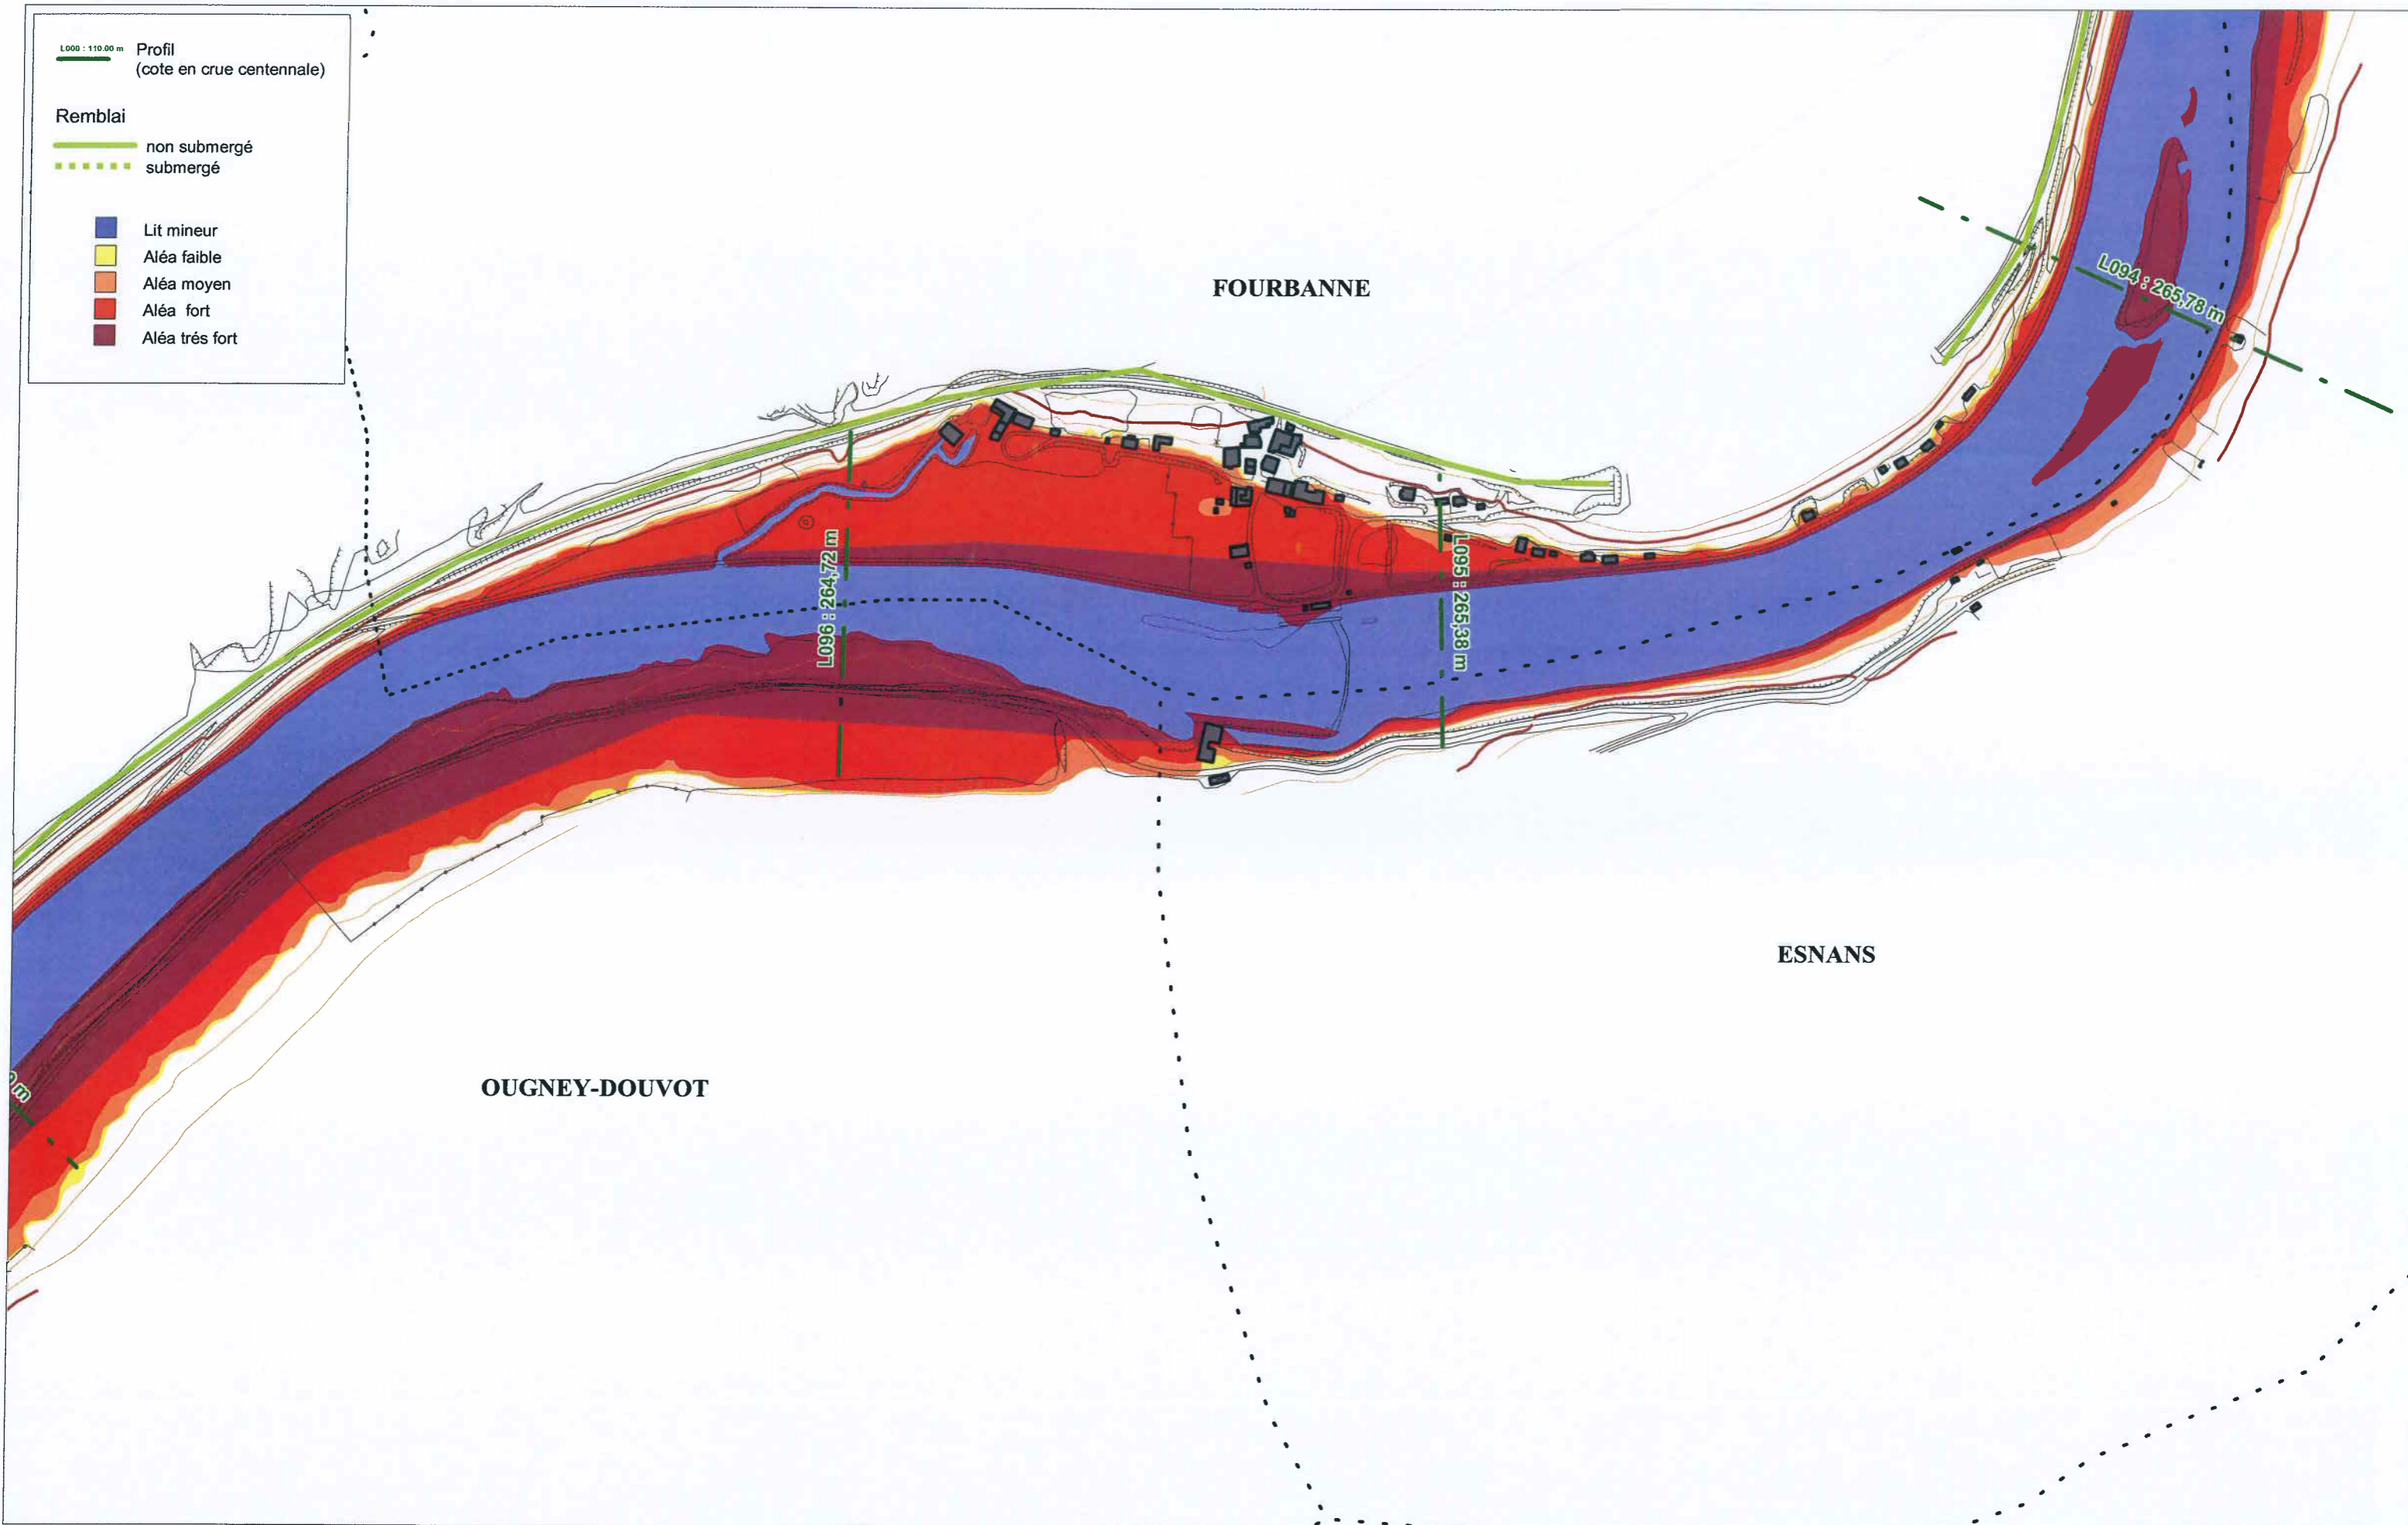 L000 : 110.00 m
Profil
(cote en crue centennale)
Remblai
non submergé
submergé
Lit mineur
Aléa faible
Aléa moyen
Aléa fort
Aléa trés fort
FOURBANNE
L094 : 265,78 m
L096 : 264,72 m
L095 : 265,38 m
ESNANS
OUGNEY-DOUVOT
m